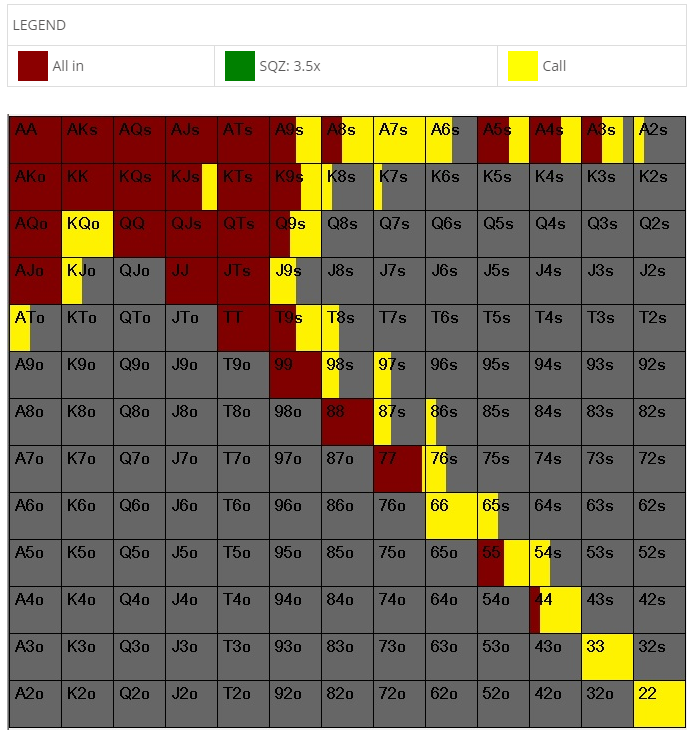 LEGEND
All in SQZ: 3.5x Call
AA AKs AQs AJs ATs A9s A8s A7s A6s A5s A4s A3s A2s
AKo KK KQs KJs KTs K9s K8s K7s K6s K5s K4s K3s K2s
AQo KQo QQ QJs QTs Q9s Q8s Q7s Q6s Q5s Q4s Q3s Q2s
AJo KJo QJo JJ JTs J9s J8s J7s J6s J5s J4s J3s J2s
ATo KTo QTo JTo TT T9s T8s T7s T6s T5s T4s T3s T2s
A9o K9o Q9o J9o T9o 99 98s 97s 96s 95s 94s 93s 92s
A8o K8o Q8o J8o T8o 98o 88 87s 86s 85s 84s 83s 82s
A7o K7o Q7o J7o T7o 97o 87o 77 76s 75s 74s 73s 72s
A6o K6o Q6o J6o T6o 96o 86o 76o 66 65s 64s 63s 62s
A5o K5o Q5o J5o T5o 95o 85o 75o 65o 55 54s 53s 52s
A4o K4o Q4o J4o T4o 94o 84o 74o 64o 54o 44 43s 42s
A3o K3o Q3o J3o T3o 93o 83o 73o 63o 53o 43o 33 32s
A2o K2o Q2o J2o T2o 92o 82o 72o 62o 52o 42o 32o 22